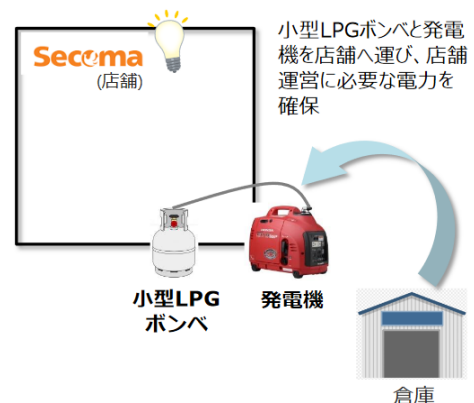 Secoma
(店舗)
小型LPGボンベと発電
機を店舗へ運び、店舗
運営に必要な電力を
確保
小型LPG
ボンベ
発電機
倉庫